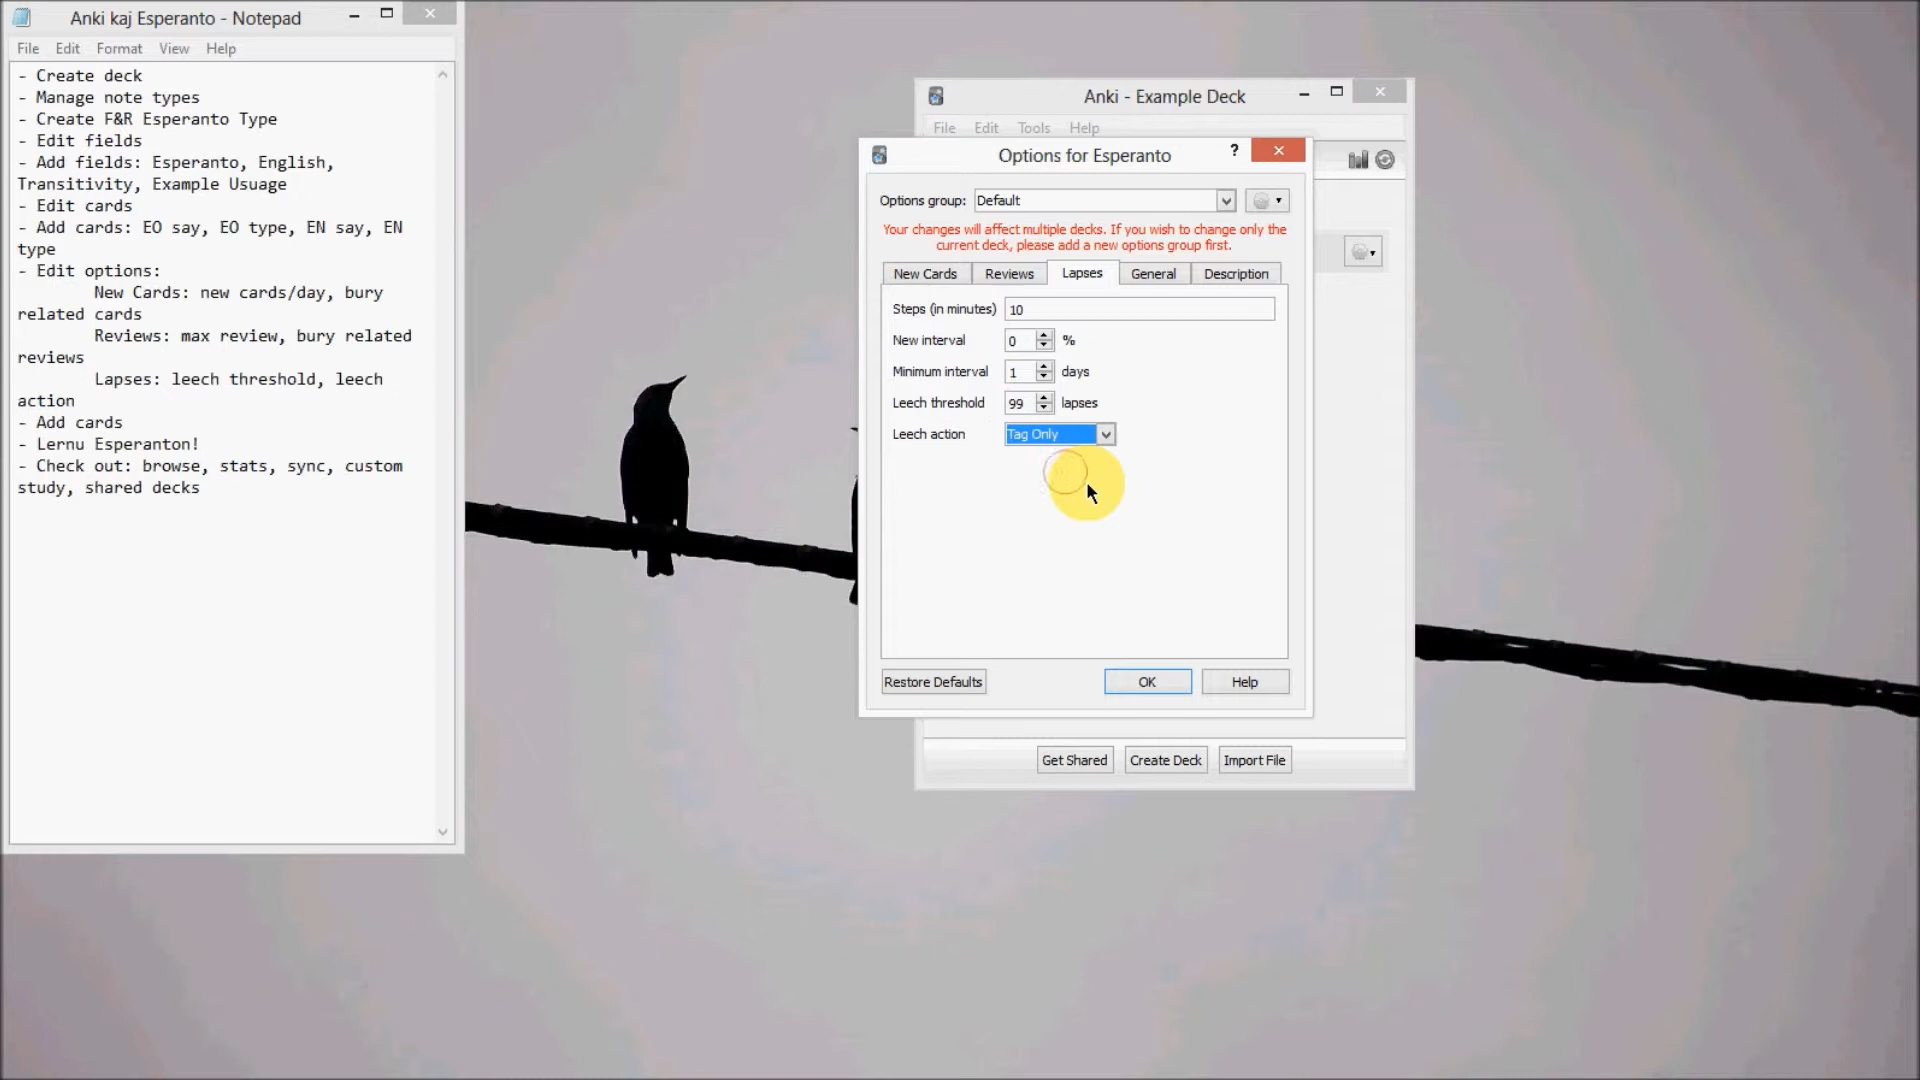 Anki kaj Esperanto - Notepad
File Edit Format View Help
- Create deck
- Manage note types
- Create F&R Esperanto Type
- Edit fields
- Add fields: Esperanto, English,
Transitivity, Example Usuage
- Edit cards
- Add cards: EO say, EO type, EN say, EN
type
- Edit options:
New Cards: new cards/day, bury
related cards
Reviews: max review, bury related
reviews
Lapses: leech threshold, leech
action
- Add cards
- Lernu Esperanton!
- Check out: browse, stats, sync, custom
study, shared decks
Anki - Example Deck
File Edit Tools Help
Options for Esperanto
Options group: Default
Your changes will affect multiple decks. If you wish to change only the
current deck, please add a new options group first.
New Cards Reviews Lapses General Description
Steps (in minutes) 10
New interval 0 %
Minimum interval 1 days
Leech threshold 99 lapses
Leech action Tag Only
Restore Defaults OK Help
Get Shared Create Deck Import File